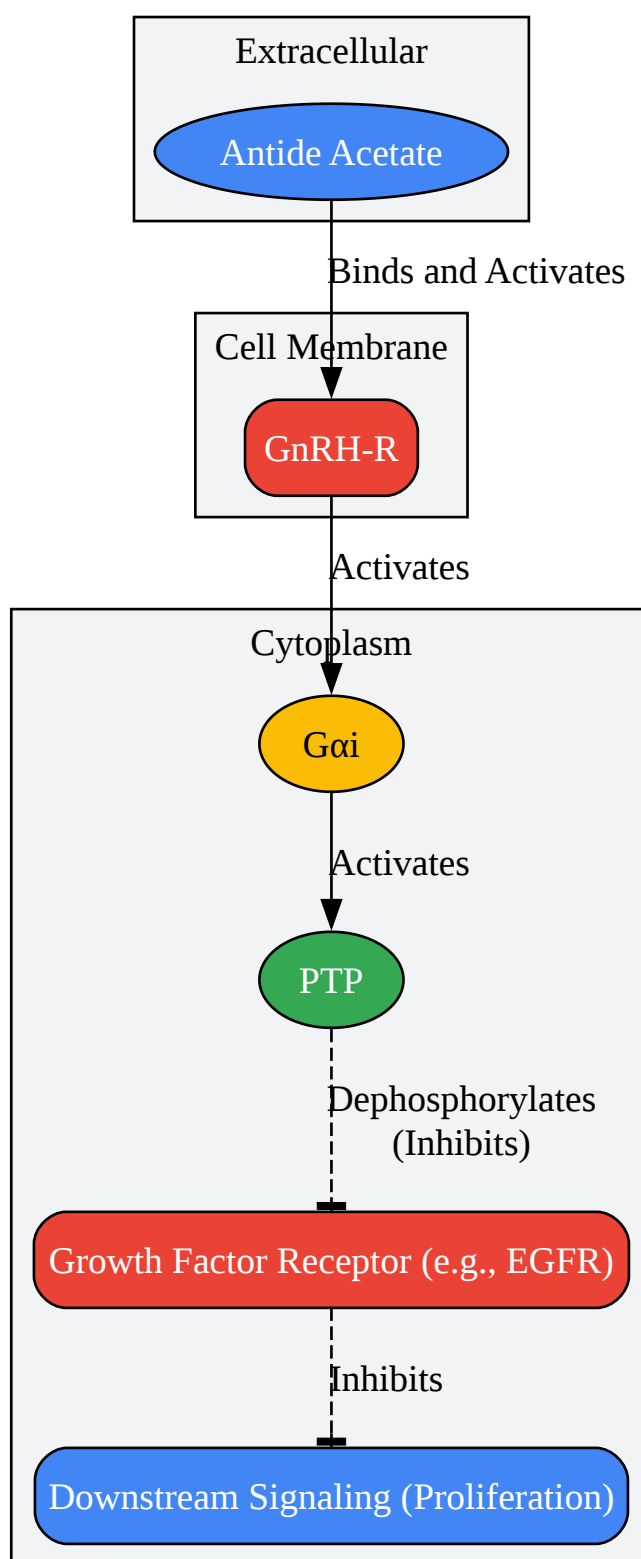 Extracellular
Antide Acetate
Binds and Activates
Cell Membrane
GnRH-R
Activates
Cytoplasm
Gαi
Activates
PTP
Dephosphorylates
(Inhibits)
Growth Factor Receptor (e.g., EGFR)
Inhibits
Downstream Signaling (Proliferation)